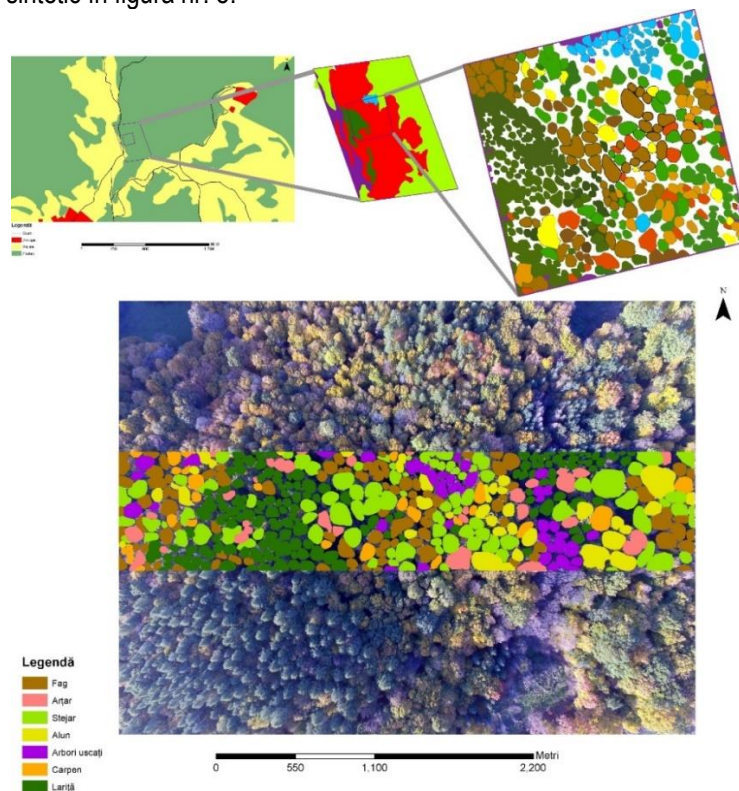 sintetic în figura nr. 5.
Legendă
N
Legendă
Fag
Arțar
Stejar
Alun
Arbori uscați
Carpen
Lariță
Metri
0 550 1,100 2,200